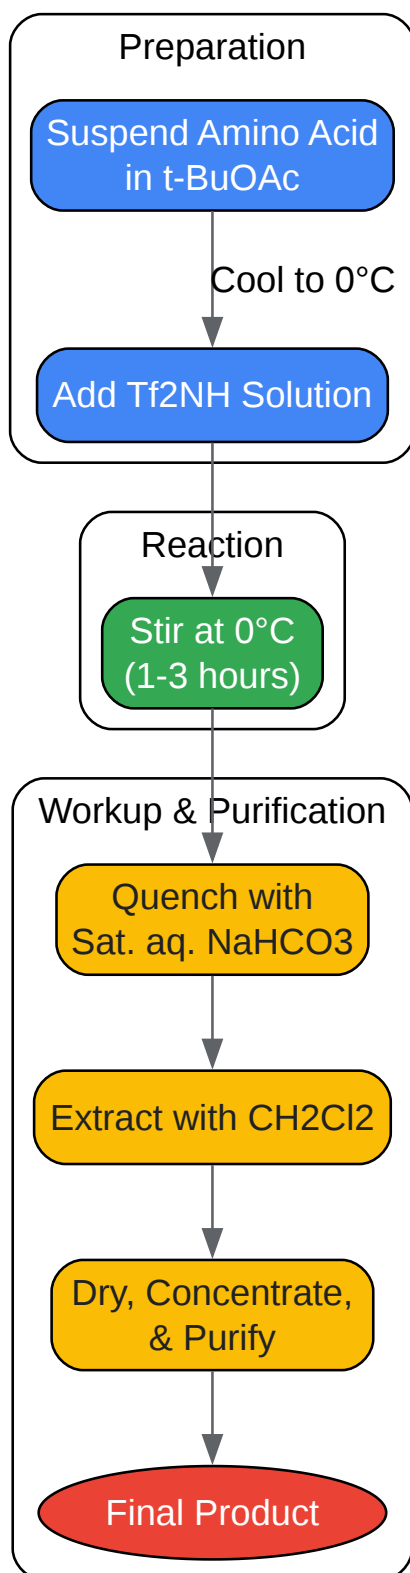 Preparation
Suspend Amino Acid
in t-BuOAc
Cool to 0°C
Add Tf2NH Solution
Reaction
Stir at 0°C
(1-3 hours)
Workup & Purification
Quench with
Sat. aq. NaHCO3
Extract with CH2Cl2
Dry, Concentrate,
& Purify
Final Product